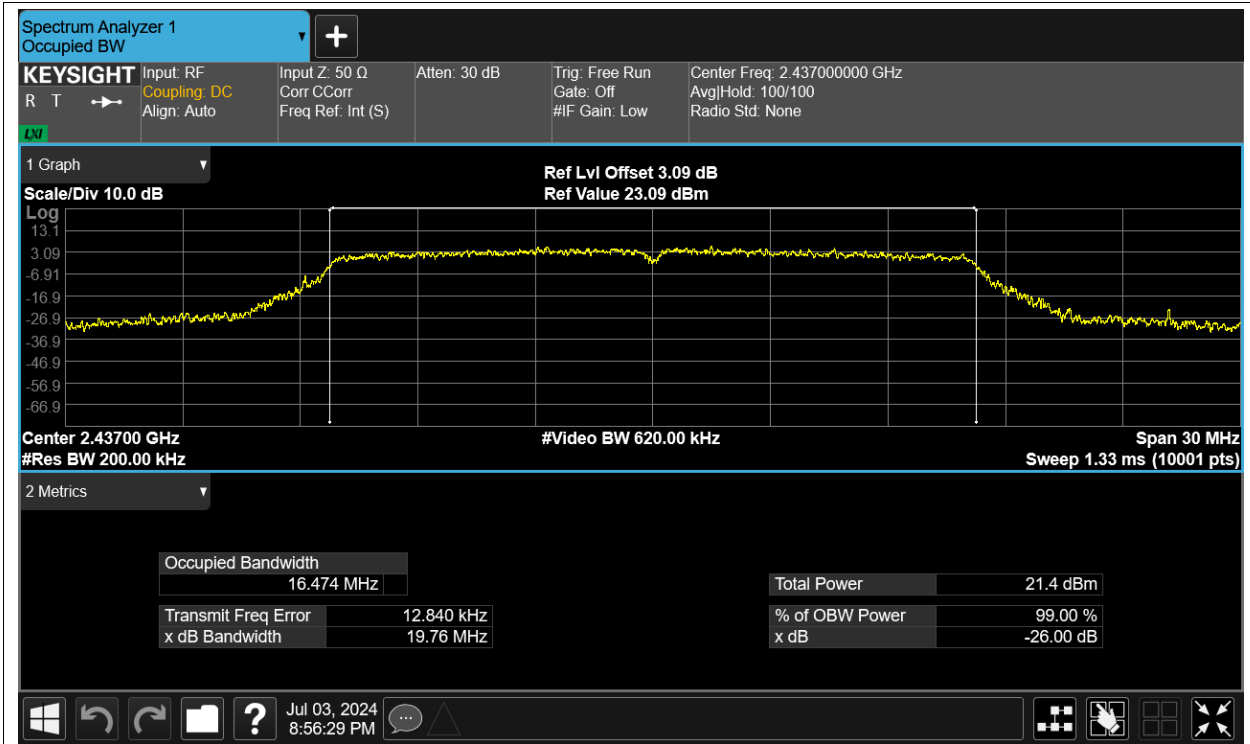 Spectrum Analyzer 1
Occupied BW
+
KEYSIGHT
R T
LXI
Input: RF
Coupling: DC
Align: Auto
Input Z: 50 Ω
Corr CCorr
Freq Ref: Int (S)
Atten: 30 dB
Trig: Free Run
Gate: Off
#IF Gain: Low
Center Freq: 2.437000000 GHz
Avg|Hold: 100/100
Radio Std: None
1 Graph
Scale/Div 10.0 dB
Ref Lvl Offset 3.09 dB
Ref Value 23.09 dBm
Log
13.1
3.09
-6.91
-16.9
-26.9
-36.9
-46.9
-56.9
-66.9
Center 2.43700 GHz
#Video BW 620.00 kHz
Span 30 MHz
#Res BW 200.00 kHz
Sweep 1.33 ms (10001 pts)
2 Metrics
Occupied Bandwidth
16.474 MHz
Transmit Freq Error 12.840 kHz
x dB Bandwidth 19.76 MHz
Total Power 21.4 dBm
% of OBW Power 99.00 %
x dB -26.00 dB
?
Jul 03, 2024
8:56:29 PM